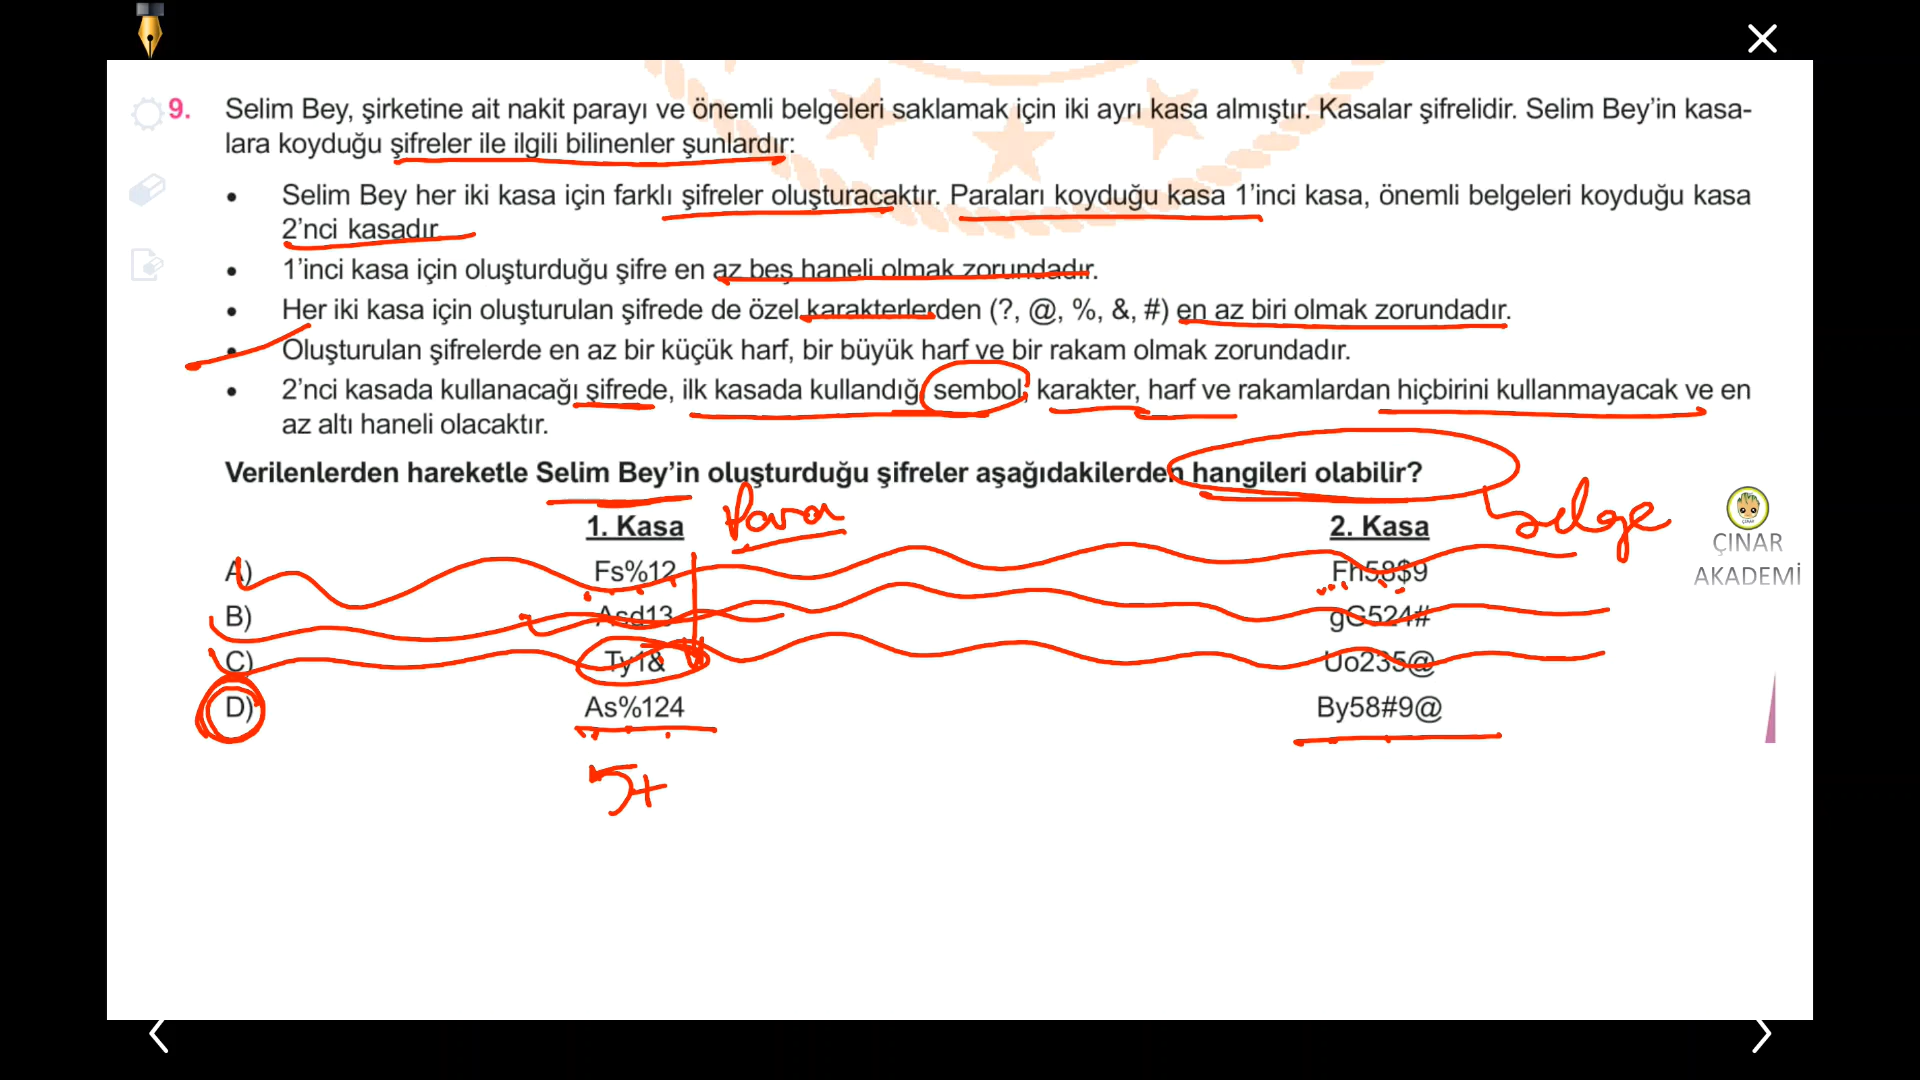 9. Selim Bey, şirketine ait nakit parayı ve önemli belgeleri saklamak için iki ayrı kasa almıştır. Kasalar şifrelidir. Selim Bey’in kasa-
lara koyduğu şifreler ile ilgili bilinenler şunlardır:
• Selim Bey her iki kasa için farklı şifreler oluşturacaktır. Paraları koyduğu kasa 1’inci kasa, önemli belgeleri koyduğu kasa
2’nci kasadır.
• 1’inci kasa için oluşturduğu şifre en az beş haneli olmak zorundadır.
• Her iki kasa için oluşturulan şifrede de özel karakterlerden (?, @, %, &, #) en az biri olmak zorundadır.
• Oluşturulan şifrelerde en az bir küçük harf, bir büyük harf ve bir rakam olmak zorundadır.
• 2’nci kasada kullanacağı şifrede, ilk kasada kullandığı sembol, karakter, harf ve rakamlardan hiçbirini kullanmayacak ve en
az altı haneli olacaktır.
Verilenlerden hareketle Selim Bey’in oluşturduğu şifreler aşağıdakilerden hangileri olabilir?
1. Kasa Para 2. Kasa belge
A) Fs%12 Fh58$9
B) Asd13 gG524#
C) Ty1& Uo235@
D) As%124 By58#9@
5+
ÇINAR
AKADEMİ